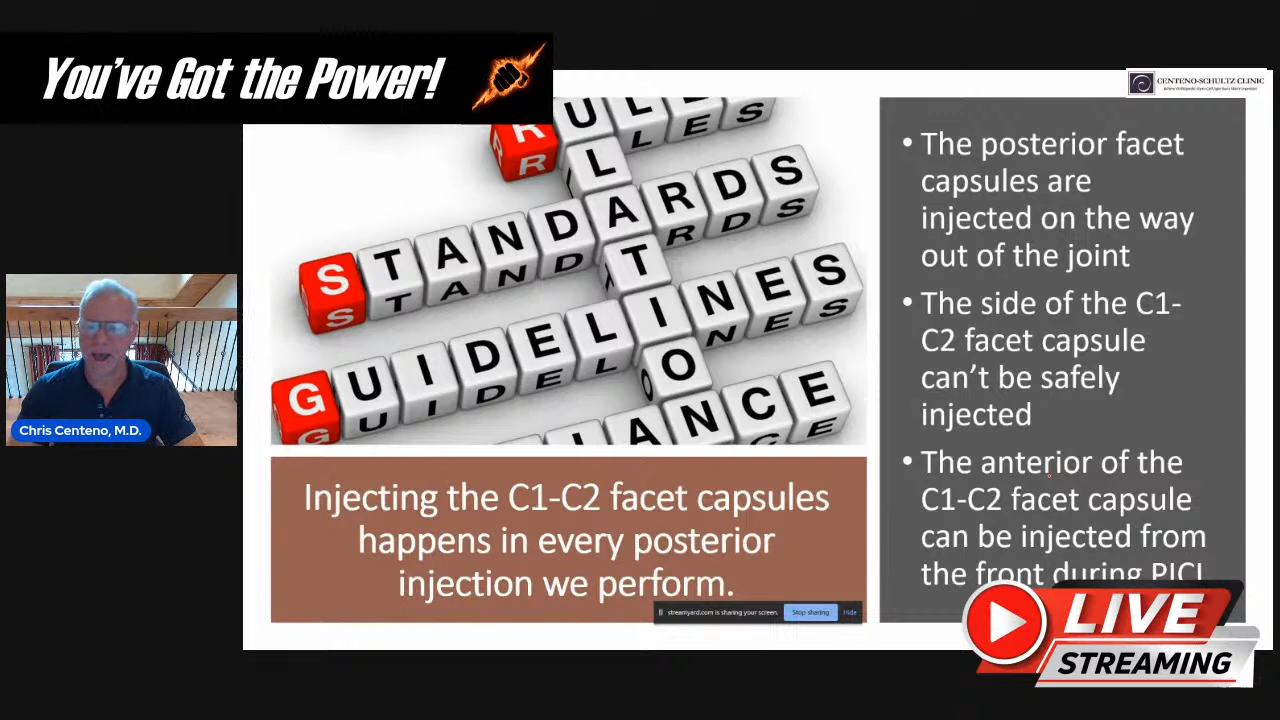 You've Got the Power!
CENTENO-SCHULTZ CLINIC
RULES
STANDARDS
GUIDELINES
REGULATIO
IANCE
Injecting the C1-C2 facet capsules
happens in every posterior
injection we perform.
streamyard.com is sharing your screen.
Stop sharing
Hide
• The posterior facet
capsules are
injected on the way
out of the joint
• The side of the C1-
C2 facet capsule
can't be safely
injected
• The anterior of the
C1-C2 facet capsule
can be injected from
the front during PICL
Chris Centeno, M.D.
LIVE
STREAMING